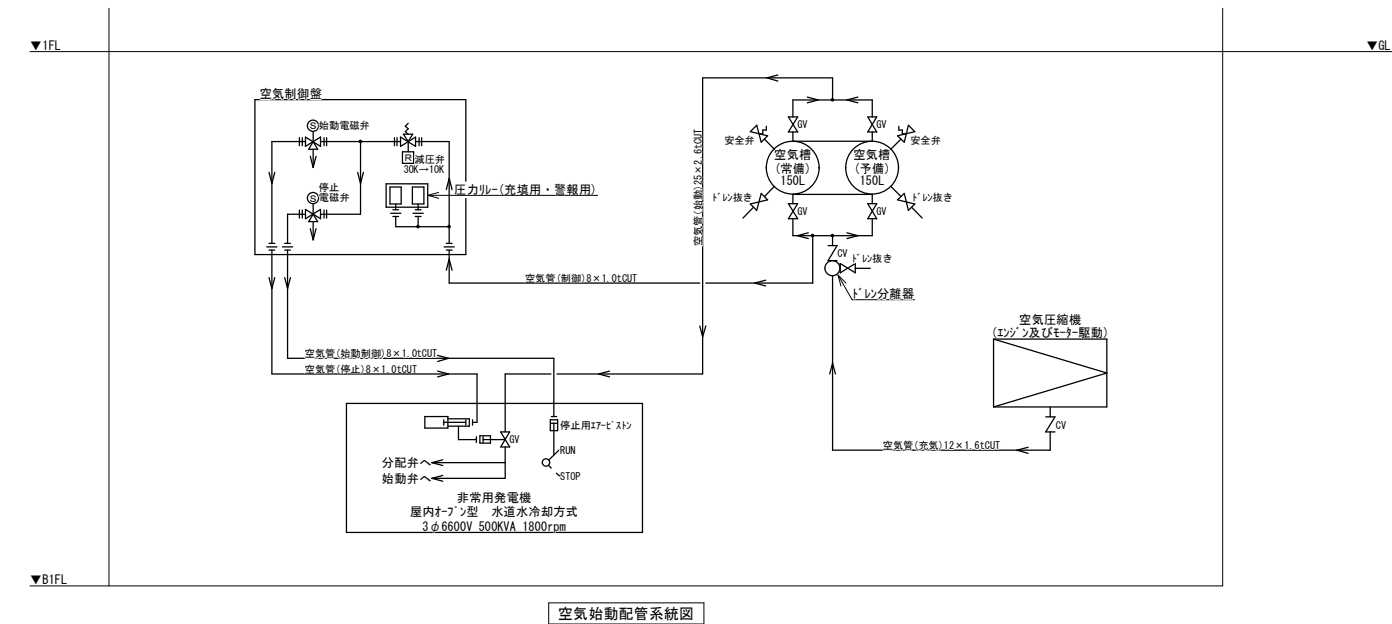 ▼1FL
▼GL
空気制御盤
S 始動電磁弁
R 減圧弁
30K→10K
停止
S 電磁弁
圧力リレー(充填用・警報用)
空気管(始動)25×2.6tCUT
GV
GV
安全弁
安全弁
空気槽
(常備)
150L
空気槽
(予備)
150L
ドレン抜き
ドレン抜き
GV
GV
CV
ドレン抜き
ドレン分離器
空気管(制御)8×1.0tCUT
空気圧縮機
(エンジン及びモーター駆動)
CV
空気管(充気)12×1.6tCUT
空気管(始動制御)8×1.0tCUT
空気管(停止)8×1.0tCUT
停止用エアーピストン
GV
RUN
STOP
分配弁へ
始動弁へ
非常用発電機
屋内オープン型 水道水冷却方式
3φ6600V 500KVA 1800rpm
▼B1FL
空気始動配管系統図